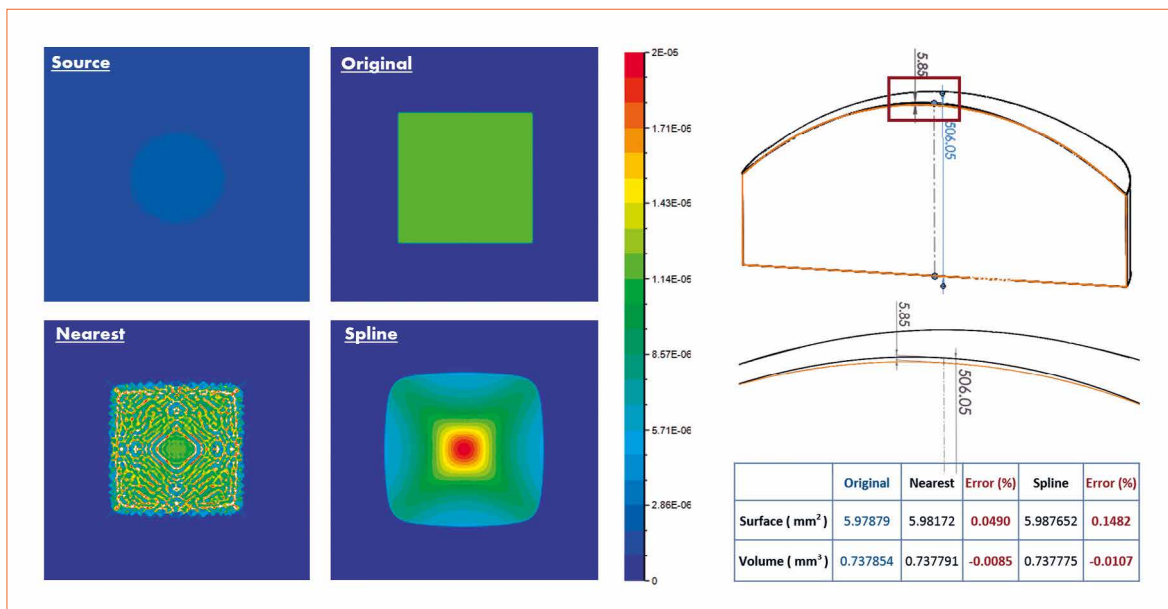 Source
Original
Nearest
Spline
2E-05
1.71E-05
1.43E-05
1.14E-05
8.57E-06
5.71E-06
2.86E-06
0
5.85
506.05
5.85
506.05
Original Nearest Error (%) Spline Error (%)
Surface ( mm² ) 5.97879 5.98172 0.0490 5.987652 0.1482
Volume ( mm³ ) 0.737854 0.737791 -0.0085 0.737775 -0.0107